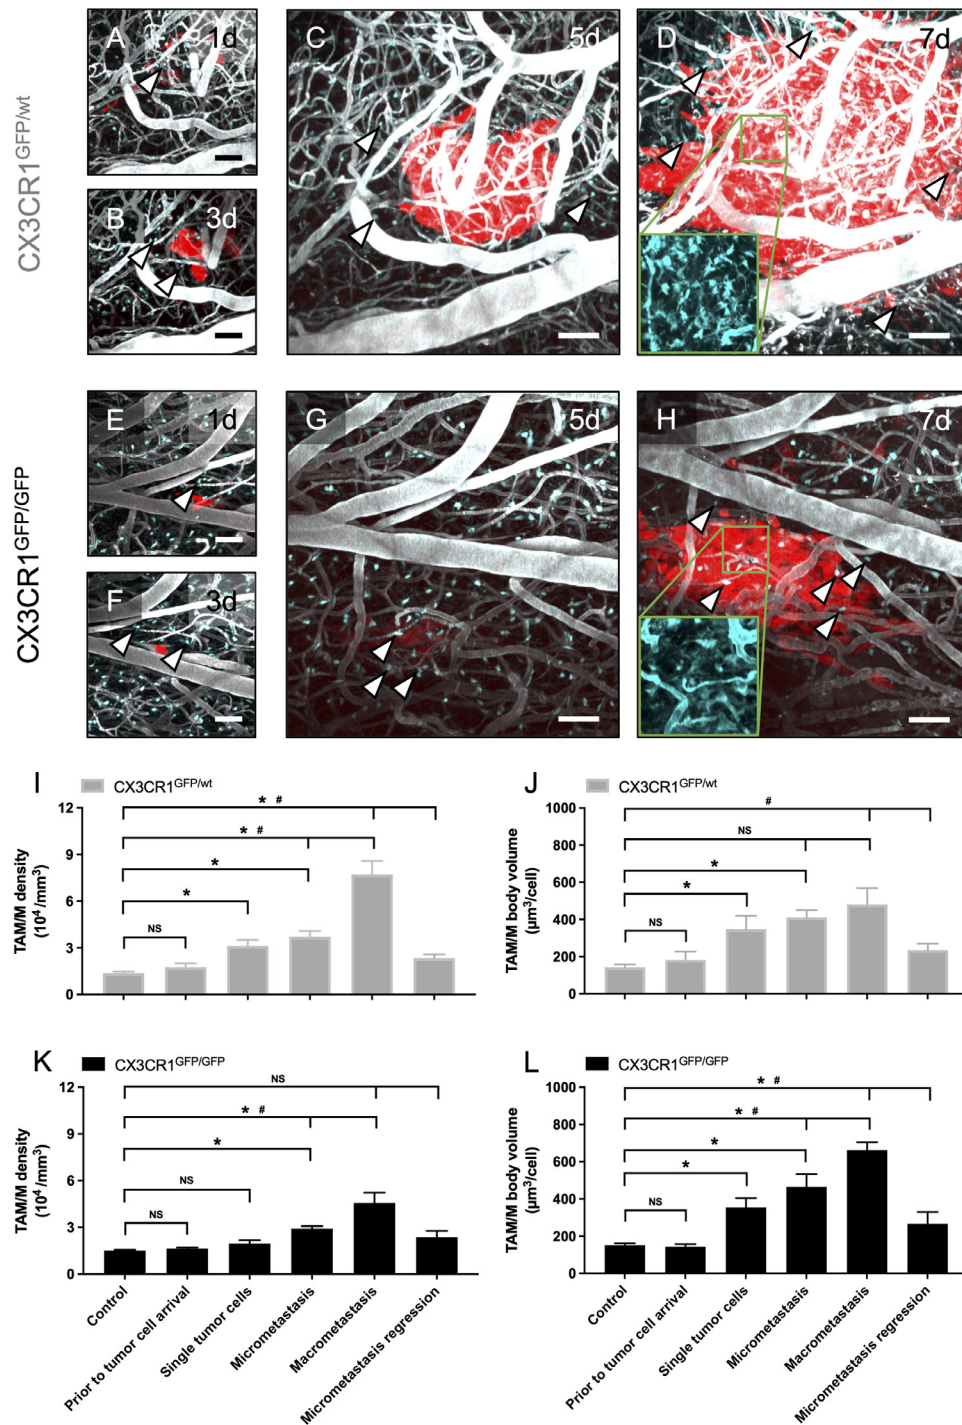 CX3CR1GFP/wt
A
1d
B
3d
C
5d
D
7d
CX3CR1GFP/GFP
E
1d
F
3d
G
5d
H
7d
I
CX3CR1GFP/wt
TAM/M density
(10⁴/mm³)
12
9
6
3
0
* #
* #
*
*
NS
J
CX3CR1GFP/wt
TAM/M body volume
(µm³/cell)
1000
800
600
400
200
0
#
NS
*
*
NS
K
CX3CR1GFP/GFP
TAM/M density
(10⁴/mm³)
12
9
6
3
0
NS
* #
*
NS
NS
Control
Prior to tumor cell arrival
Single tumor cells
Micrometastasis
Macrometastasis
Micrometastasis regression
L
CX3CR1GFP/GFP
TAM/M body volume
(µm³/cell)
1000
800
600
400
200
0
* #
* #
*
*
NS
Control
Prior to tumor cell arrival
Single tumor cells
Micrometastasis
Macrometastasis
Micrometastasis regression